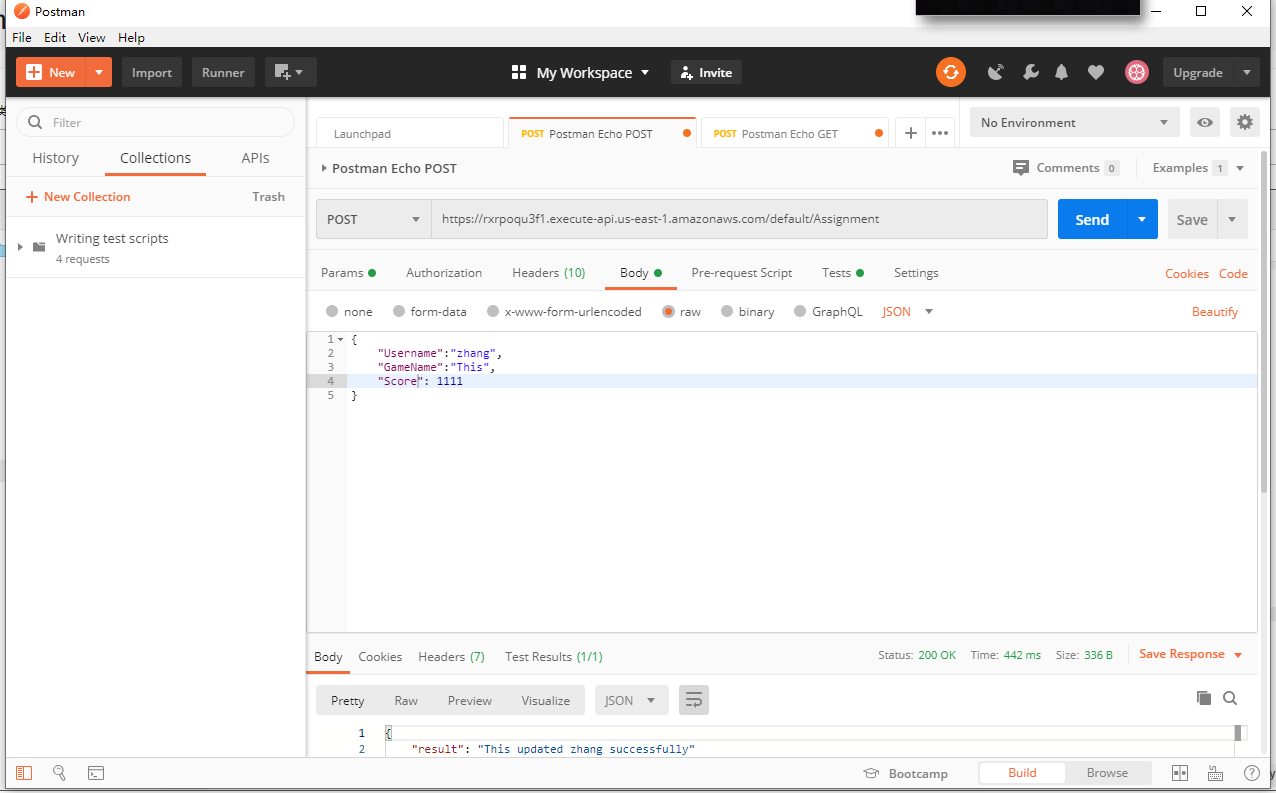 Postman
File Edit View Help
New Import Runner My Workspace Invite Upgrade
Filter
History Collections APIs
New Collection Trash
Writing test scripts
4 requests
Launchpad POST Postman Echo POST POST Postman Echo GET No Environment
Postman Echo POST Comments 0 Examples 1
POST https://rxrpoqu3f1.execute-api.us-east-1.amazonaws.com/default/Assignment Send Save
Params Authorization Headers (10) Body Pre-request Script Tests Settings Cookies Code
none form-data x-www-form-urlencoded raw binary GraphQL JSON Beautify
1 {
2 "Username":"zhang",
3 "GameName":"This",
4 "Score": 1111
5 }
Body Cookies Headers (7) Test Results (1/1) Status: 200 OK Time: 442 ms Size: 336 B Save Response
Pretty Raw Preview Visualize JSON
1 {
2 "result": "This updated zhang successfully"
Bootcamp Build Browse